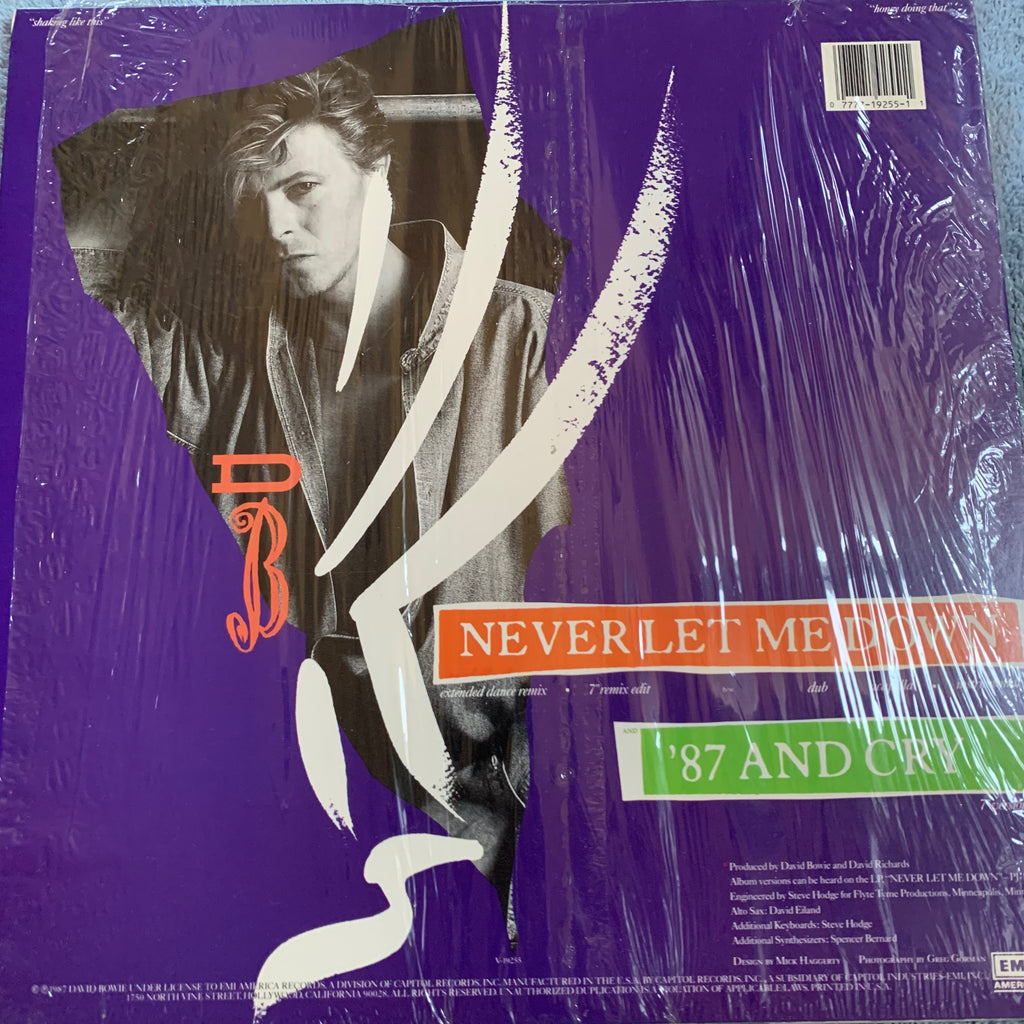 "shaking like this"
"honey doing that"
0 7777-19255-1 1
D
B
NEVER LET ME DOWN
extended dance remix • 7" remix edit dub acapella
AND
'87 AND CRY
Produced by David Bowie and David Richards
Album versions can be heard on the LP, "NEVER LET ME DOWN"
Engineered by Steve Hodge for Flyte Tyme Productions, Minneapolis,
Alto Sax: David Eiland
Additional Keyboards: Steve Hodge
Additional Synthesizers: Spencer Bernard
DESIGN BY MICK HAGGERTY PHOTOGRAPHY BY GREG GORMAN
V-19255
EMI
AMERICA
© ℗ 1987 DAVID BOWIE UNDER LICENSE TO EMI AMERICA RECORDS, A DIVISION OF CAPITOL RECORDS, INC. MANUFACTURED IN THE U.S.A. BY CAPITOL RECORDS, INC., A SUBSIDIARY OF CAPITOL INDUSTRIES-EMI, INC.,
1750 NORTH VINE STREET, HOLLYWOOD, CALIFORNIA 90028. ALL RIGHTS RESERVED. UNAUTHORIZED DUPLICATION IS A VIOLATION OF APPLICABLE LAWS. PRINTED IN U.S.A.